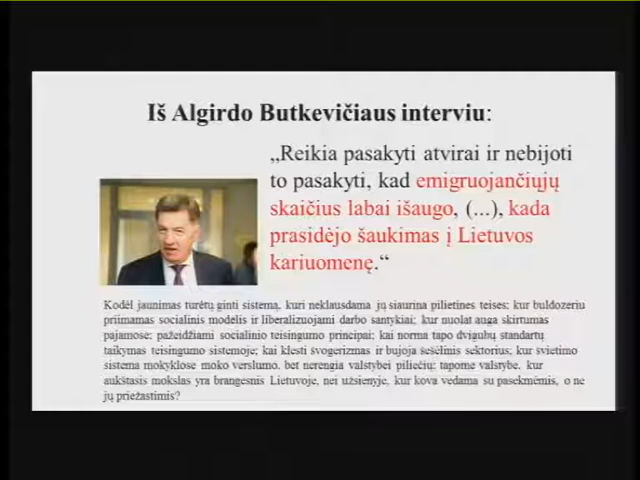 Iš Algirdo Butkevičiaus interviu:
„Reikia pasakyti atvirai ir nebijoti
to pasakyti, kad emigruojančiųjų
skaičius labai išaugo, (...), kada
prasidėjo šaukimas į Lietuvos
kariuomenę.“
Kodėl jaunimas turėtų ginti sistemą, kuri neklausdama jų siaurina pilietines teises; kur buldozeriu
priimamas socialinis modelis ir liberalizuojami darbo santykiai; kur nuolat auga skirtumas
pajamose; pažeidžiami socialinio teisingumo principai; kai norma tapo dvigubų standartų
taikymas teisingumo sistemoje; kai klesti švogerizmas ir bujoja šešėlinis sektorius; kur švietimo
sistema mokyklose moko verslumo, bet nerengia valstybei piliečių; tapome valstybe, kur
aukštasis mokslas yra brangesnis Lietuvoje, nei užsienyje, kur kova vedama su pasekmėmis, o ne
jų priežastimis?